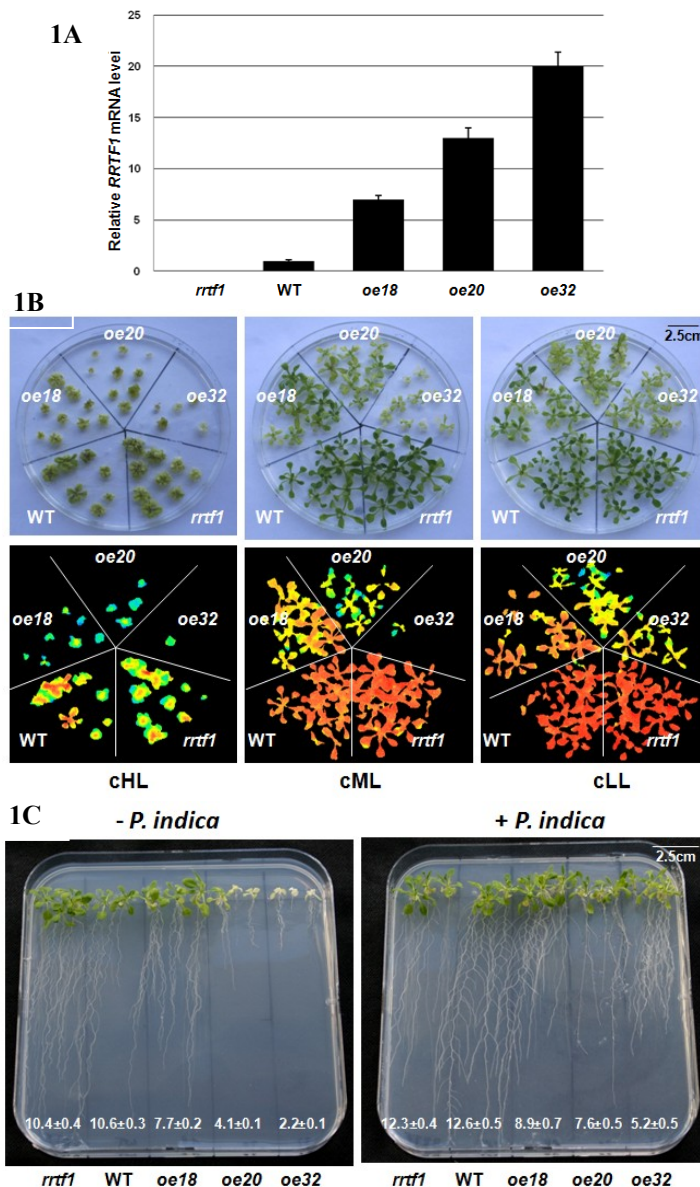 1A
Relative RRTF1 mRNA level
25
20
15
10
5
0
rrtf1 WT oe18 oe20 oe32
1B
oe20
oe18
oe32
WT
rrtf1
oe20
oe18
oe32
WT
rrtf1
2.5cm
oe20
oe18
oe32
WT
rrtf1
oe20
oe18
oe32
WT
rrtf1
oe20
oe18
oe32
WT
rrtf1
oe20
oe18
oe32
WT
rrtf1
cHL cML cLL
1C
- P. indica
+ P. indica
2.5cm
10.4±0.4 10.6±0.3 7.7±0.2 4.1±0.1 2.2±0.1
12.3±0.4 12.6±0.5 8.9±0.7 7.6±0.5 5.2±0.5
rrtf1 WT oe18 oe20 oe32
rrtf1 WT oe18 oe20 oe32